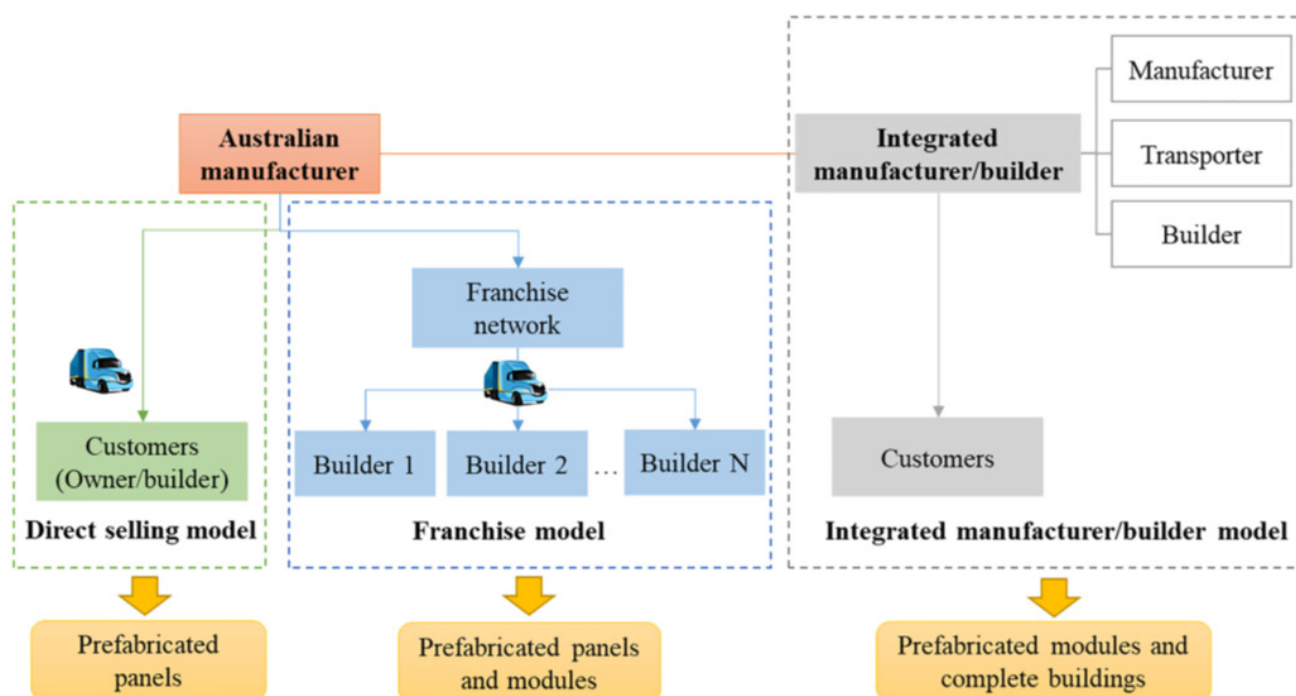 Australian
manufacturer
Integrated
manufacturer/builder
Manufacturer
Transporter
Builder
Franchise
network
Customers
(Owner/builder)
Builder 1
Builder 2
...
Builder N
Customers
Direct selling model
Franchise model
Integrated manufacturer/builder model
Prefabricated
panels
Prefabricated panels
and modules
Prefabricated modules and
complete buildings